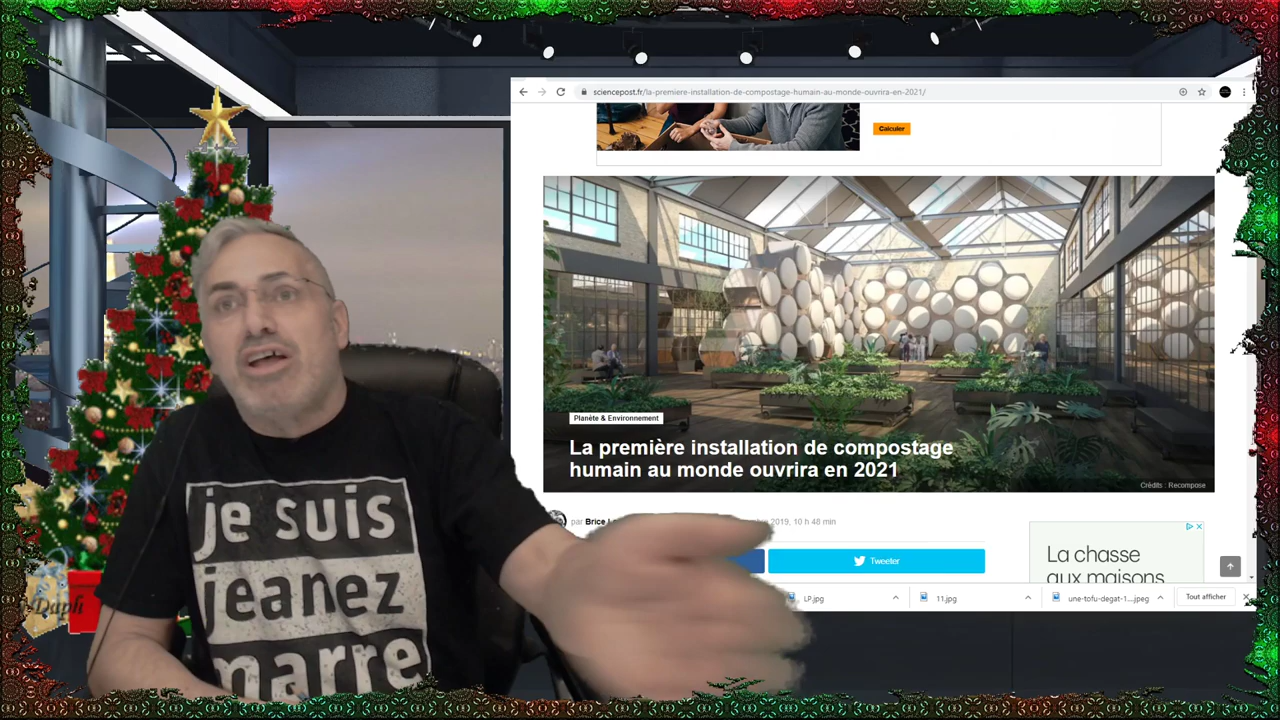 sciencepost.fr/la-premiere-installation-de-compostage-humain-au-monde-ouvrira-en-2021/
Calculer
Planète & Environnement
La première installation de compostage
humain au monde ouvrira en 2021
Crédits : Recompose
par Brice
2019, 10 h 48 min
Tweeter
La chasse
aux maisons
LP.jpg
11.jpg
une-tofu-degat-1....jpeg
Tout afficher
je suis
jeanez
marre
Daph